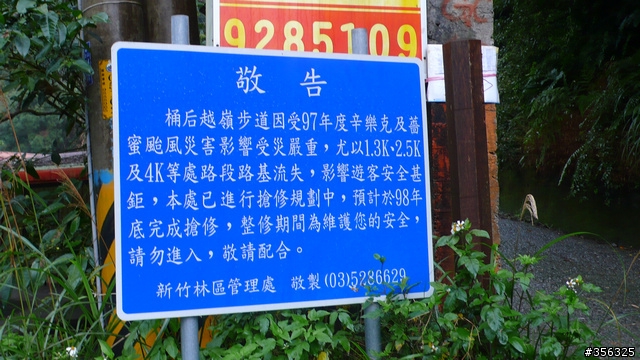 9285109
敬告
桶后越嶺步道因受97年度辛樂克及薔
蜜颱風災害影響受災嚴重，尤以1.3K、2.5K
及4K等處路段路基流失，影響遊客安全甚
鉅，本處已進行搶修規劃中，預計於98年
底完成搶修，整修期間為維護您的安全，
請勿進入，敬請配合。
新竹林區管理處 敬製 (03)5286629
#356325